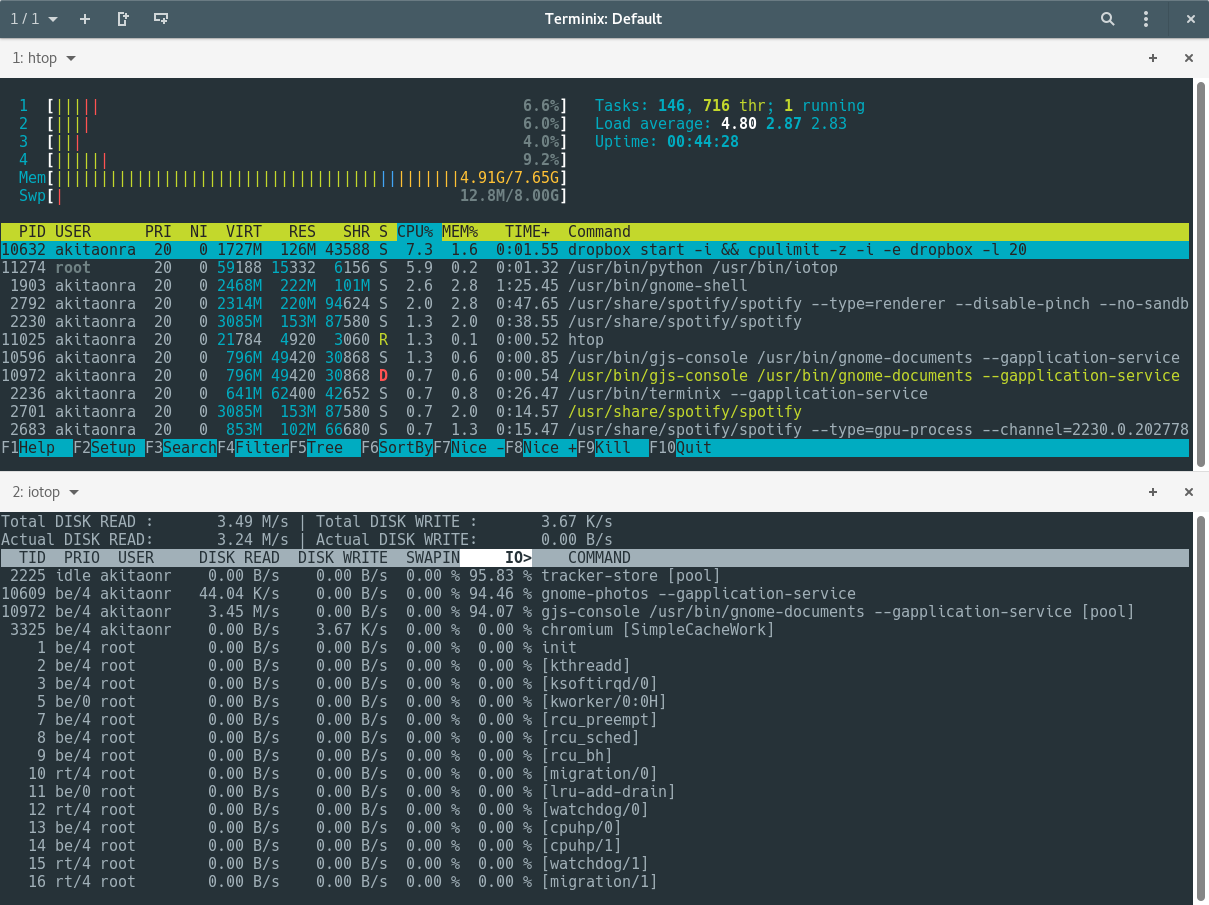 1 / 1 Terminix: Default
1: htop
1 [||||| 6.6%] Tasks: 146, 716 thr; 1 running
2 [|||| 6.0%] Load average: 4.80 2.87 2.83
3 [||| 4.0%] Uptime: 00:44:28
4 [|||||| 9.2%]
Mem[|||||||||||||||||||||||||||||||||||||||||||||4.91G/7.65G]
Swp[| 12.8M/8.00G]
PID USER PRI NI VIRT RES SHR S CPU% MEM% TIME+ Command
10632 akitaonra 20 0 1727M 126M 43588 S 7.3 1.6 0:01.55 dropbox start -i && cpulimit -z -i -e dropbox -l 20
11274 root 20 0 59188 15332 6156 S 5.9 0.2 0:01.32 /usr/bin/python /usr/bin/iotop
1903 akitaonra 20 0 2468M 222M 101M S 2.6 2.8 1:25.45 /usr/bin/gnome-shell
2792 akitaonra 20 0 2314M 220M 94624 S 2.0 2.8 0:47.65 /usr/share/spotify/spotify --type=renderer --disable-pinch --no-sandb
2230 akitaonra 20 0 3085M 153M 87580 S 1.3 2.0 0:38.55 /usr/share/spotify/spotify
11025 akitaonra 20 0 21784 4920 3060 R 1.3 0.1 0:00.52 htop
10596 akitaonra 20 0 796M 49420 30868 S 1.3 0.6 0:00.85 /usr/bin/gjs-console /usr/bin/gnome-documents --gapplication-service
10972 akitaonra 20 0 796M 49420 30868 D 0.7 0.6 0:00.54 /usr/bin/gjs-console /usr/bin/gnome-documents --gapplication-service
2236 akitaonra 20 0 641M 62400 42652 S 0.7 0.8 0:26.47 /usr/bin/terminix --gapplication-service
2701 akitaonra 20 0 3085M 153M 87580 S 0.7 2.0 0:14.57 /usr/share/spotify/spotify
2683 akitaonra 20 0 853M 102M 66680 S 0.7 1.3 0:15.47 /usr/share/spotify/spotify --type=gpu-process --channel=2230.0.202778
F1Help F2Setup F3SearchF4FilterF5Tree F6SortByF7Nice -F8Nice +F9Kill F10Quit
2: iotop
Total DISK READ : 3.49 M/s | Total DISK WRITE : 3.67 K/s
Actual DISK READ: 3.24 M/s | Actual DISK WRITE: 0.00 B/s
TID PRIO USER DISK READ DISK WRITE SWAPIN IO> COMMAND
2225 idle akitaonr 0.00 B/s 0.00 B/s 0.00 % 95.83 % tracker-store [pool]
10609 be/4 akitaonr 44.04 K/s 0.00 B/s 0.00 % 94.46 % gnome-photos --gapplication-service
10972 be/4 akitaonr 3.45 M/s 0.00 B/s 0.00 % 94.07 % gjs-console /usr/bin/gnome-documents --gapplication-service [pool]
3325 be/4 akitaonr 0.00 B/s 3.67 K/s 0.00 % 0.00 % chromium [SimpleCacheWork]
1 be/4 root 0.00 B/s 0.00 B/s 0.00 % 0.00 % init
2 be/4 root 0.00 B/s 0.00 B/s 0.00 % 0.00 % [kthreadd]
3 be/4 root 0.00 B/s 0.00 B/s 0.00 % 0.00 % [ksoftirqd/0]
5 be/0 root 0.00 B/s 0.00 B/s 0.00 % 0.00 % [kworker/0:0H]
7 be/4 root 0.00 B/s 0.00 B/s 0.00 % 0.00 % [rcu_preempt]
8 be/4 root 0.00 B/s 0.00 B/s 0.00 % 0.00 % [rcu_sched]
9 be/4 root 0.00 B/s 0.00 B/s 0.00 % 0.00 % [rcu_bh]
10 rt/4 root 0.00 B/s 0.00 B/s 0.00 % 0.00 % [migration/0]
11 be/0 root 0.00 B/s 0.00 B/s 0.00 % 0.00 % [lru-add-drain]
12 rt/4 root 0.00 B/s 0.00 B/s 0.00 % 0.00 % [watchdog/0]
13 be/4 root 0.00 B/s 0.00 B/s 0.00 % 0.00 % [cpuhp/0]
14 be/4 root 0.00 B/s 0.00 B/s 0.00 % 0.00 % [cpuhp/1]
15 rt/4 root 0.00 B/s 0.00 B/s 0.00 % 0.00 % [watchdog/1]
16 rt/4 root 0.00 B/s 0.00 B/s 0.00 % 0.00 % [migration/1]